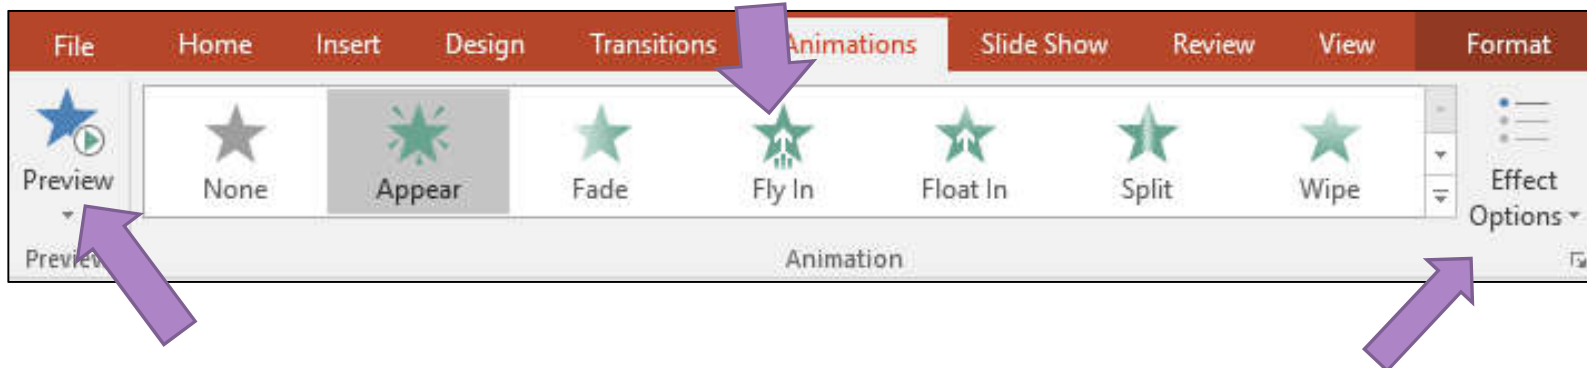 File Home Insert Design Transitions Animations Slide Show Review View Format
Preview None Appear Fade Fly In Float In Split Wipe Effect
Options
Preview Animation